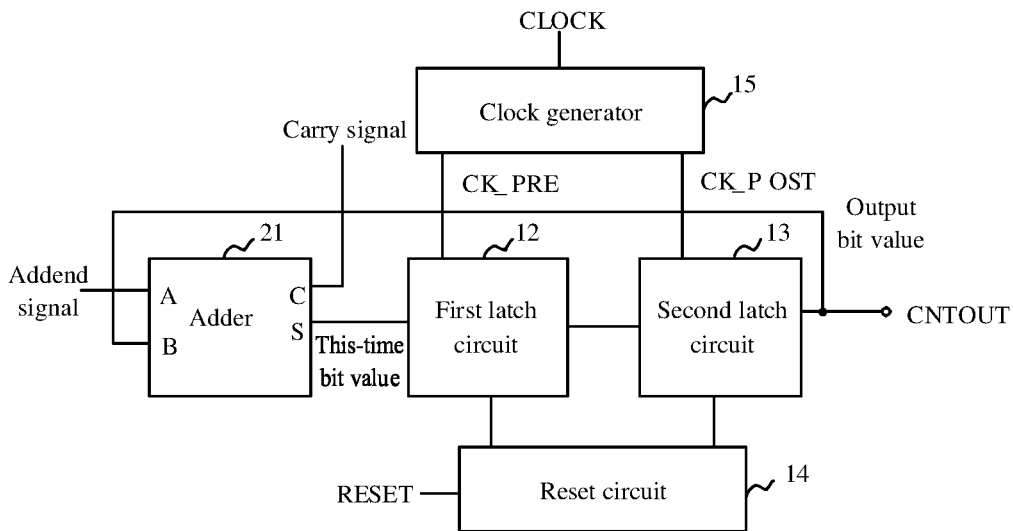 CLOCK
15
Clock generator
Carry signal
CK_PRE
CK_P OST
Output
bit value
21
12
13
Addend
signal
A
B
C
S
Adder
First latch
circuit
Second latch
circuit
CNTOUT
This-time
bit value
14
RESET
Reset circuit